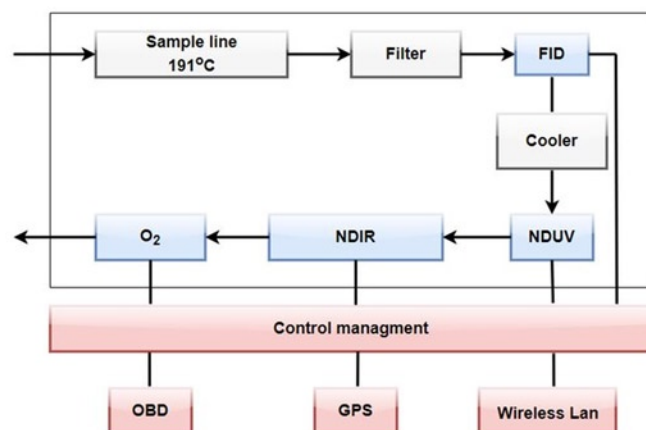 Sample line
191°C
Filter
FID
Cooler
O₂
NDIR
NDUV
Control managment
OBD
GPS
Wireless Lan